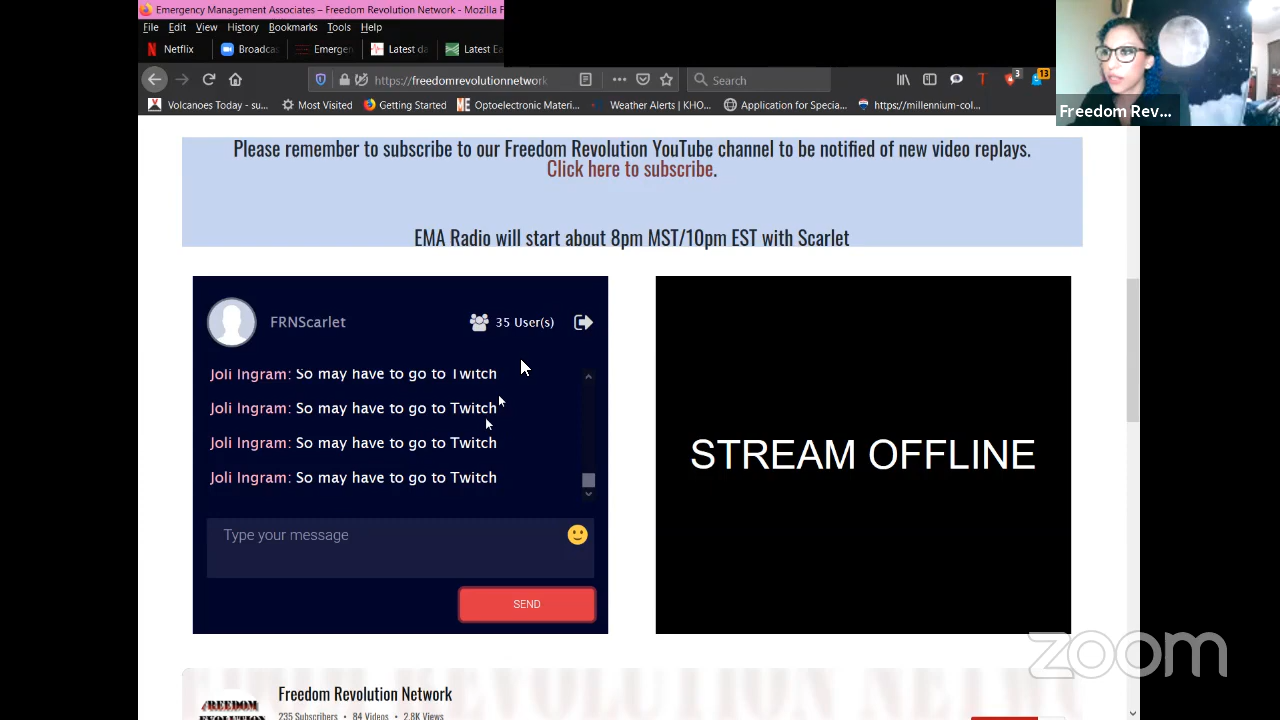 Emergency Management Associates – Freedom Revolution Network - Mozilla F
File Edit View History Bookmarks Tools Help
Netflix Broadcas Emergen Latest da Latest Ea
https://freedomrevolutionnetwork Search 3 T 13
Volcanoes Today - su... Most Visited Getting Started Optoelectronic Materi... Weather Alerts | KHO... Application for Specia... https://millennium-col...
Freedom Rev...
Please remember to subscribe to our Freedom Revolution YouTube channel to be notified of new video replays.
Click here to subscribe.
EMA Radio will start about 8pm MST/10pm EST with Scarlet
FRNScarlet 35 User(s)
Joli Ingram: So may have to go to Twitch
Joli Ingram: So may have to go to Twitch
Joli Ingram: So may have to go to Twitch
Joli Ingram: So may have to go to Twitch
Type your message
SEND
STREAM OFFLINE
zoom
Freedom Revolution Network
235 Subscribers • 84 Videos • 2.8K Views